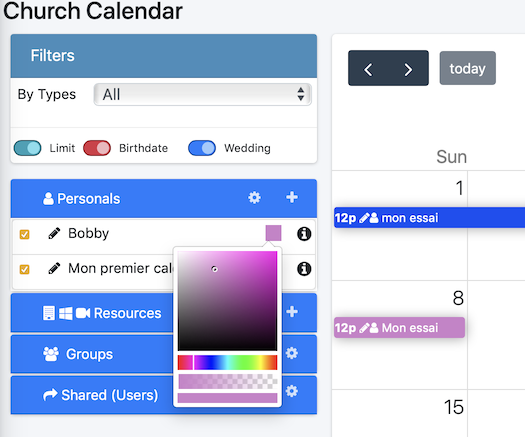 Church Calendar
Filters
By Types All
Limit Birthdate Wedding
Personals
Bobby
Mon premier cal
Resources
Groups
Shared (Users)
today
Sun
1
12p mon essai
8
12p Mon essai
15